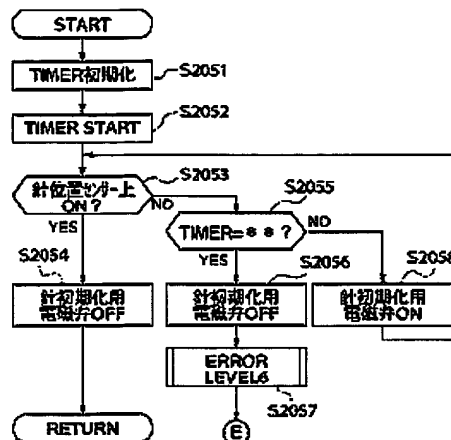 START
TIMER初期化
S2051
TIMER START
S2052
針位置センサー上
ON?
S2053
NO
YES
S2055
TIMER=**?
NO
YES
S2054
針初期化用
電磁弁OFF
S2056
針初期化用
電磁弁OFF
S2058
針初期化用
電磁弁ON
ERROR
LEVEL6
S2057
RETURN
E